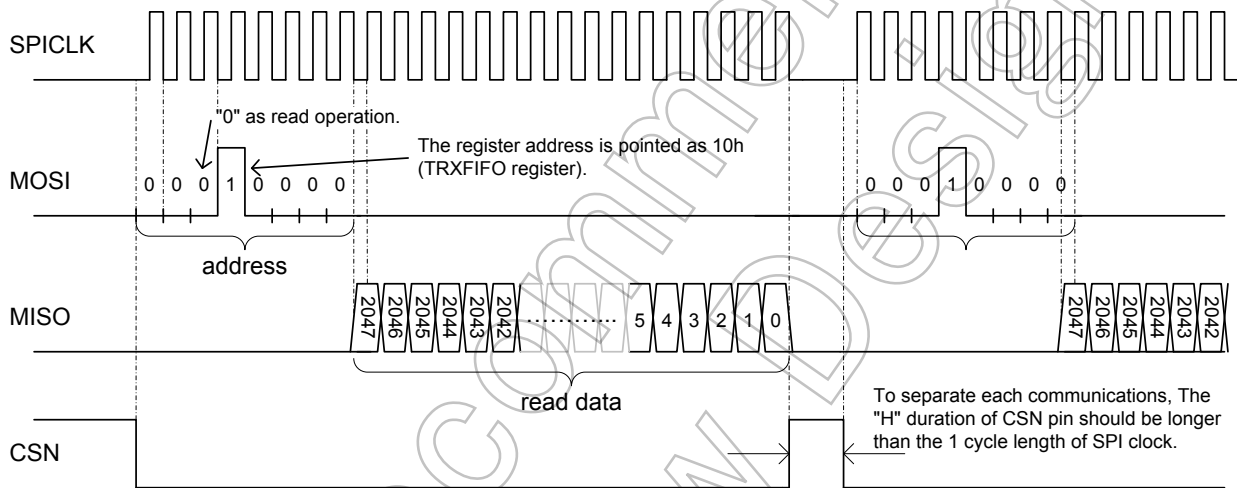 SPICLK
"0" as read operation.
The register address is pointed as 10h
(TRXFIFO register).
MOSI
0 0 0 1 0 0 0 0
0 0 0 1 0 0 0 0
address
MISO
2047 2046 2045 2044 2043 2042 ............... 5 4 3 2 1 0
2047 2046 2045 2044 2043 2042
read data
To separate each communications, The
"H" duration of CSN pin should be longer
than the 1 cycle length of SPI clock.
CSN